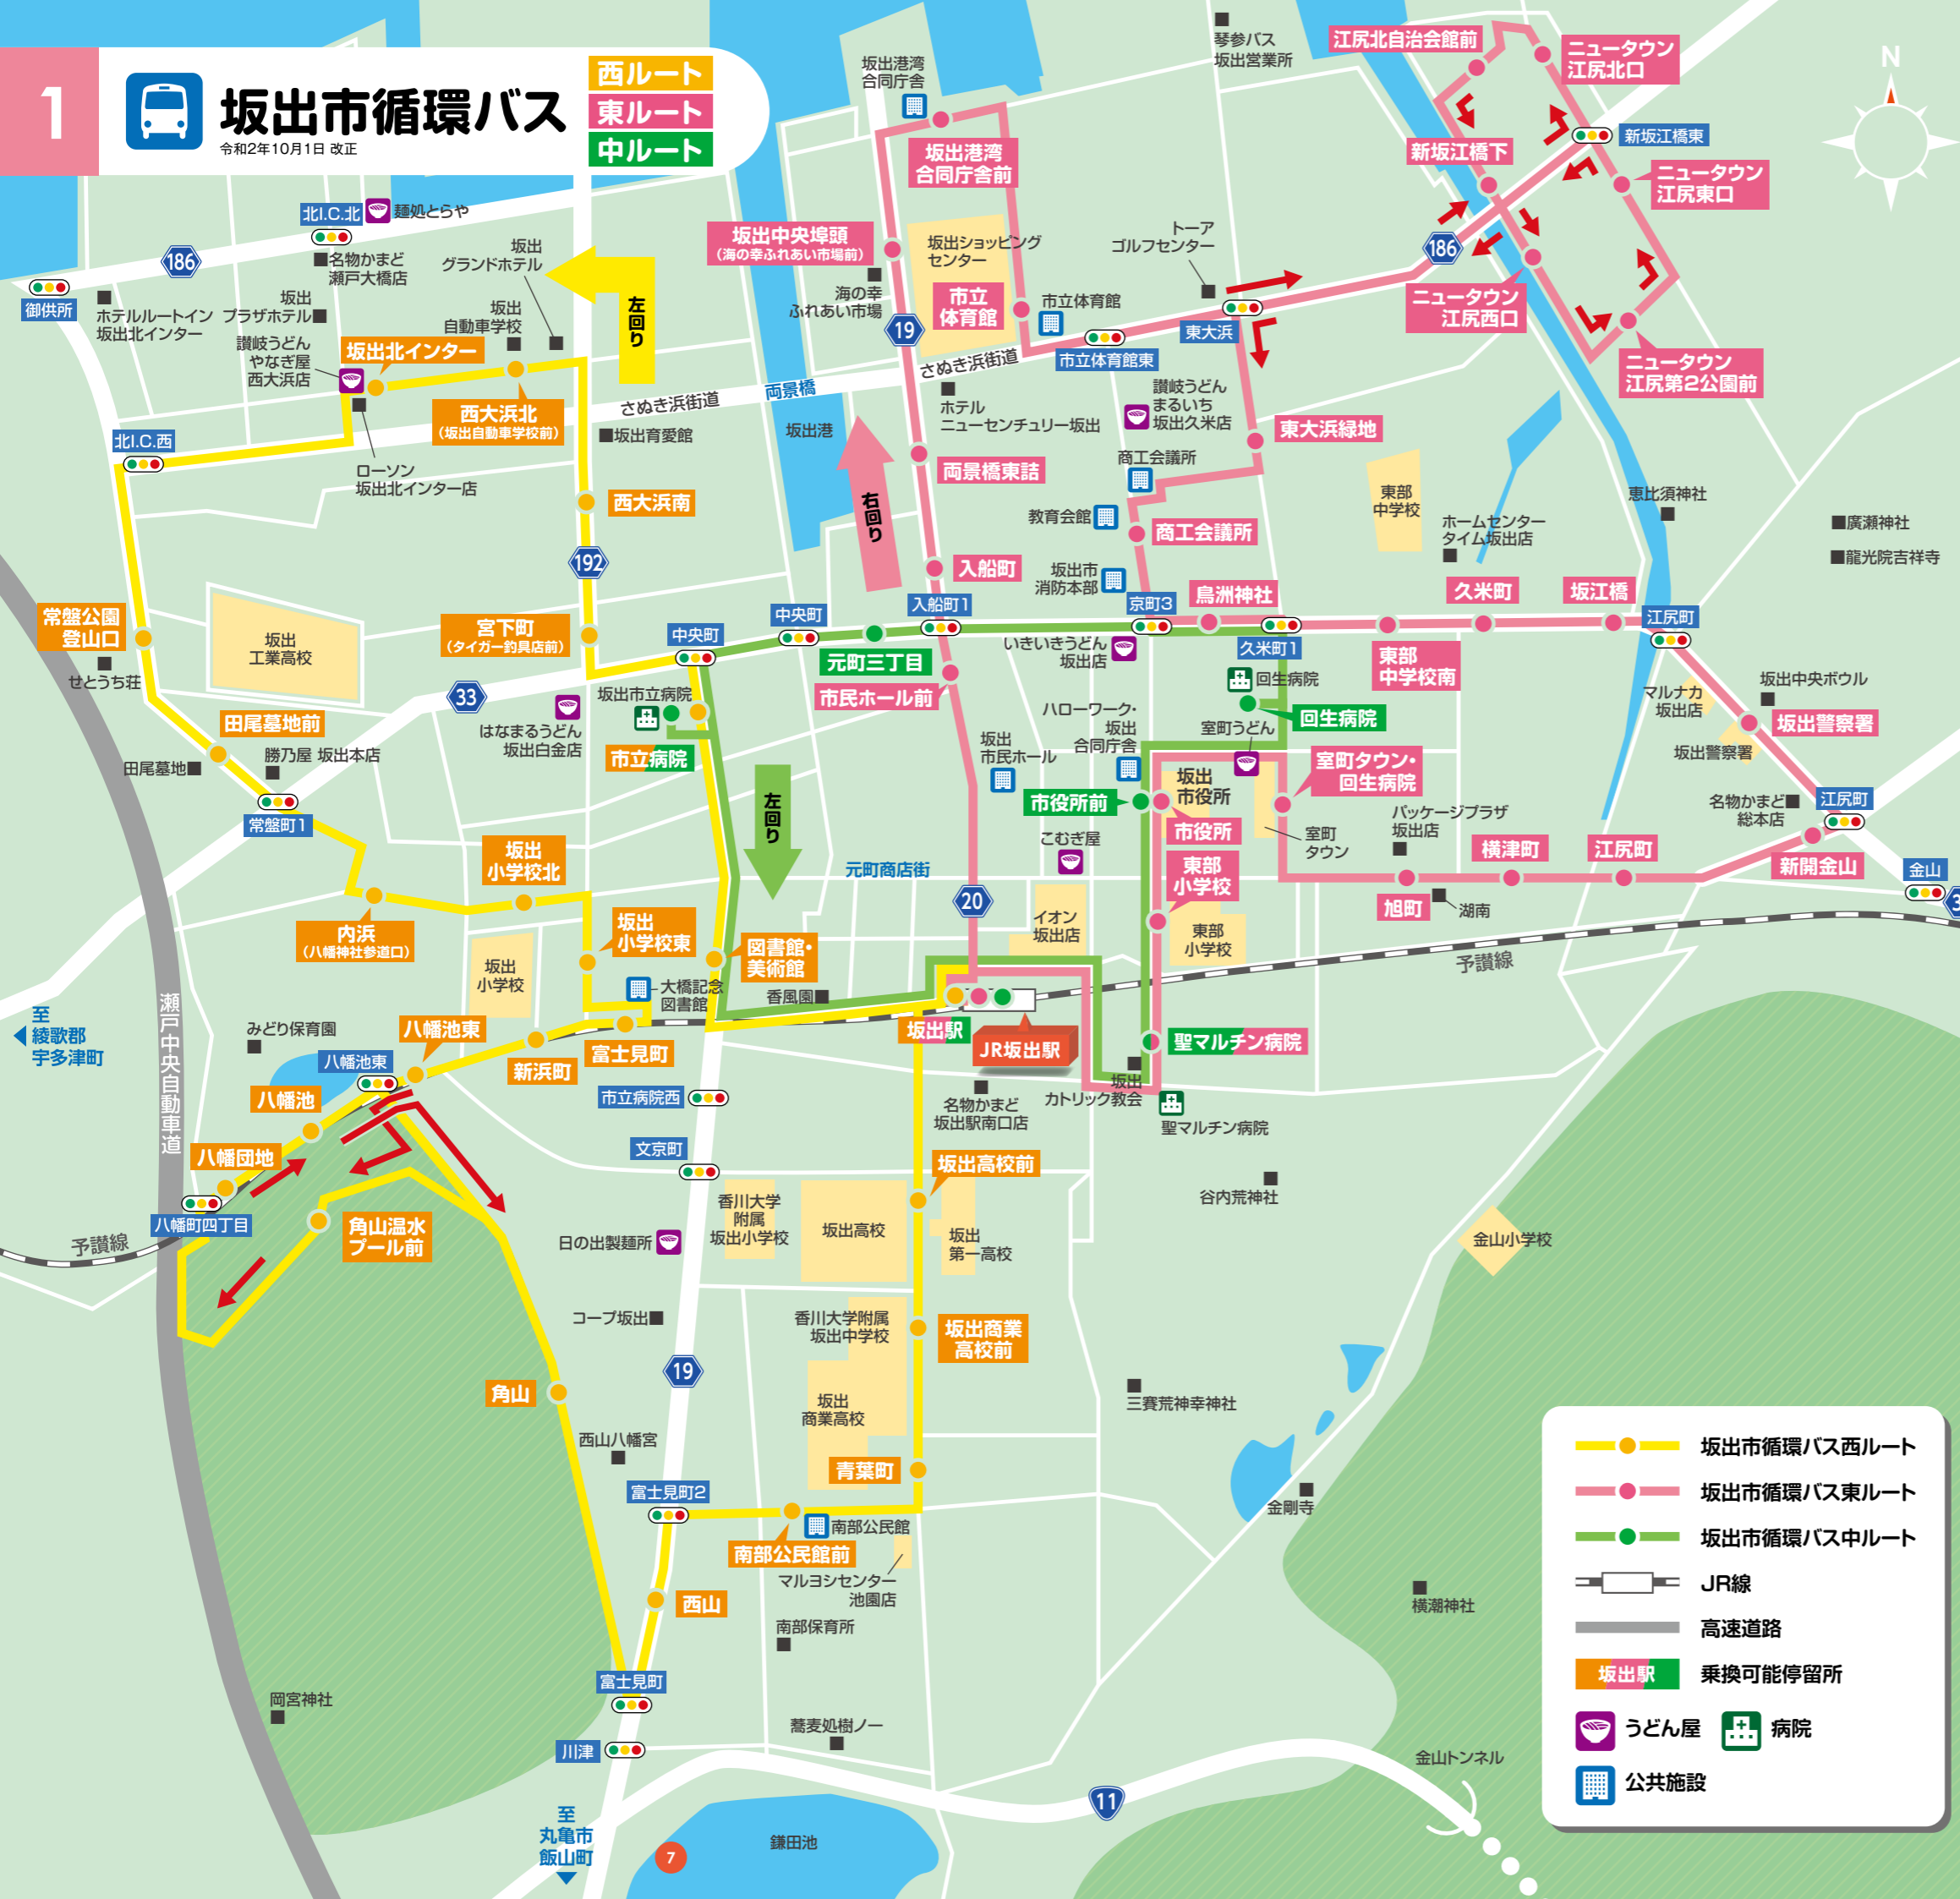 1
坂出市循環バス
令和2年10月1日 改正
西ルート
東ルート
中ルート
琴参バス
坂出営業所
江尻北自治会館前
ニュータウン
江尻北口
N
坂出港湾
合同庁舎
坂出港湾
合同庁舎前
新坂江橋東
新坂江橋下
ニュータウン
江尻東口
北I.C.北
麺処とらや
186
名物かまど
瀬戸大橋店
坂出
グランドホテル
左回り
坂出中央埠頭
(海の幸ふれあい市場前)
坂出ショッピング
センター
トーア
ゴルフセンター
186
御供所
ホテルルートイン
坂出北インター
坂出
プラザホテル
坂出
自動車学校
海の幸
ふれあい市場
市立
体育館
市立体育館
ニュータウン
江尻西口
19
東大浜
市立体育館東
讃岐うどん
やなぎ屋
西大浜店
坂出北インター
さぬき浜街道
ニュータウン
江尻第2公園前
西大浜北
(坂出自動車学校前)
さぬき浜街道
両景橋
ホテル
ニューセンチュリー坂出
讃岐うどん
まるいち
坂出久米店
東大浜緑地
北I.C.西
坂出育愛館
坂出港
ローソン
坂出北インター店
両景橋東詰
商工会議所
西大浜南
右回り
教育会館
商工会議所
東部
中学校
恵比須神社
ホームセンター
タイム坂出店
廣瀬神社
龍光院吉祥寺
192
入船町
坂出市
消防本部
常盤公園
登山口
坂出
工業高校
宮下町
(タイガー釣具店前)
中央町
中央町
入船町1
京町3
鳥洲神社
久米町
坂江橋
江尻町
せとうち荘
元町三丁目
いきいきうどん
坂出店
久米町1
東部
中学校南
33
坂出市立病院
市民ホール前
回生病院
マルナカ
坂出店
坂出中央ボウル
田尾墓地前
はなまるうどん
坂出白金店
ハローワーク・
坂出
合同庁舎
回生病院
室町うどん
坂出警察署
田尾墓地
勝乃屋 坂出本店
市立病院
坂出
市民ホール
坂出
市役所
室町タウン・
回生病院
坂出警察署
常盤町1
左回り
市役所前
市役所
パッケージプラザ
坂出店
名物かまど
総本店
江尻町
こむぎ屋
室町
タウン
坂出
小学校北
元町商店街
東部
小学校
横津町
江尻町
新開金山
金山
3
内浜
(八幡神社参道口)
坂出
小学校東
20
イオン
坂出店
旭町
湖南
坂出
小学校
図書館・
美術館
東部
小学校
予讃線
瀬戸中央自動車道
大橋記念
図書館
香風園
至
綾歌郡
宇多津町
みどり保育園
八幡池東
坂出駅
JR坂出駅
聖マルチン病院
八幡池東
新浜町
富士見町
八幡池
市立病院西
名物かまど
坂出駅南口店
坂出
カトリック教会
聖マルチン病院
八幡団地
文京町
坂出高校前
八幡町四丁目
香川大学
附属
坂出小学校
坂出高校
坂出
第一高校
谷内荒神社
予讃線
角山温水
プール前
日の出製麺所
金山小学校
コープ坂出
香川大学附属
坂出中学校
坂出商業
高校前
19
角山
坂出
商業高校
三賽荒神幸神社
西山八幡宮
坂出市循環バス西ルート
青葉町
富士見町2
坂出市循環バス東ルート
金剛寺
南部公民館
坂出市循環バス中ルート
南部公民館前
マルヨシセンター
池園店
JR線
横潮神社
西山
南部保育所
高速道路
坂出駅
乗換可能停留所
富士見町
岡宮神社
蕎麦処樹ノー
うどん屋
病院
川津
金山トンネル
公共施設
11
至
丸亀市
飯山町
7
鎌田池